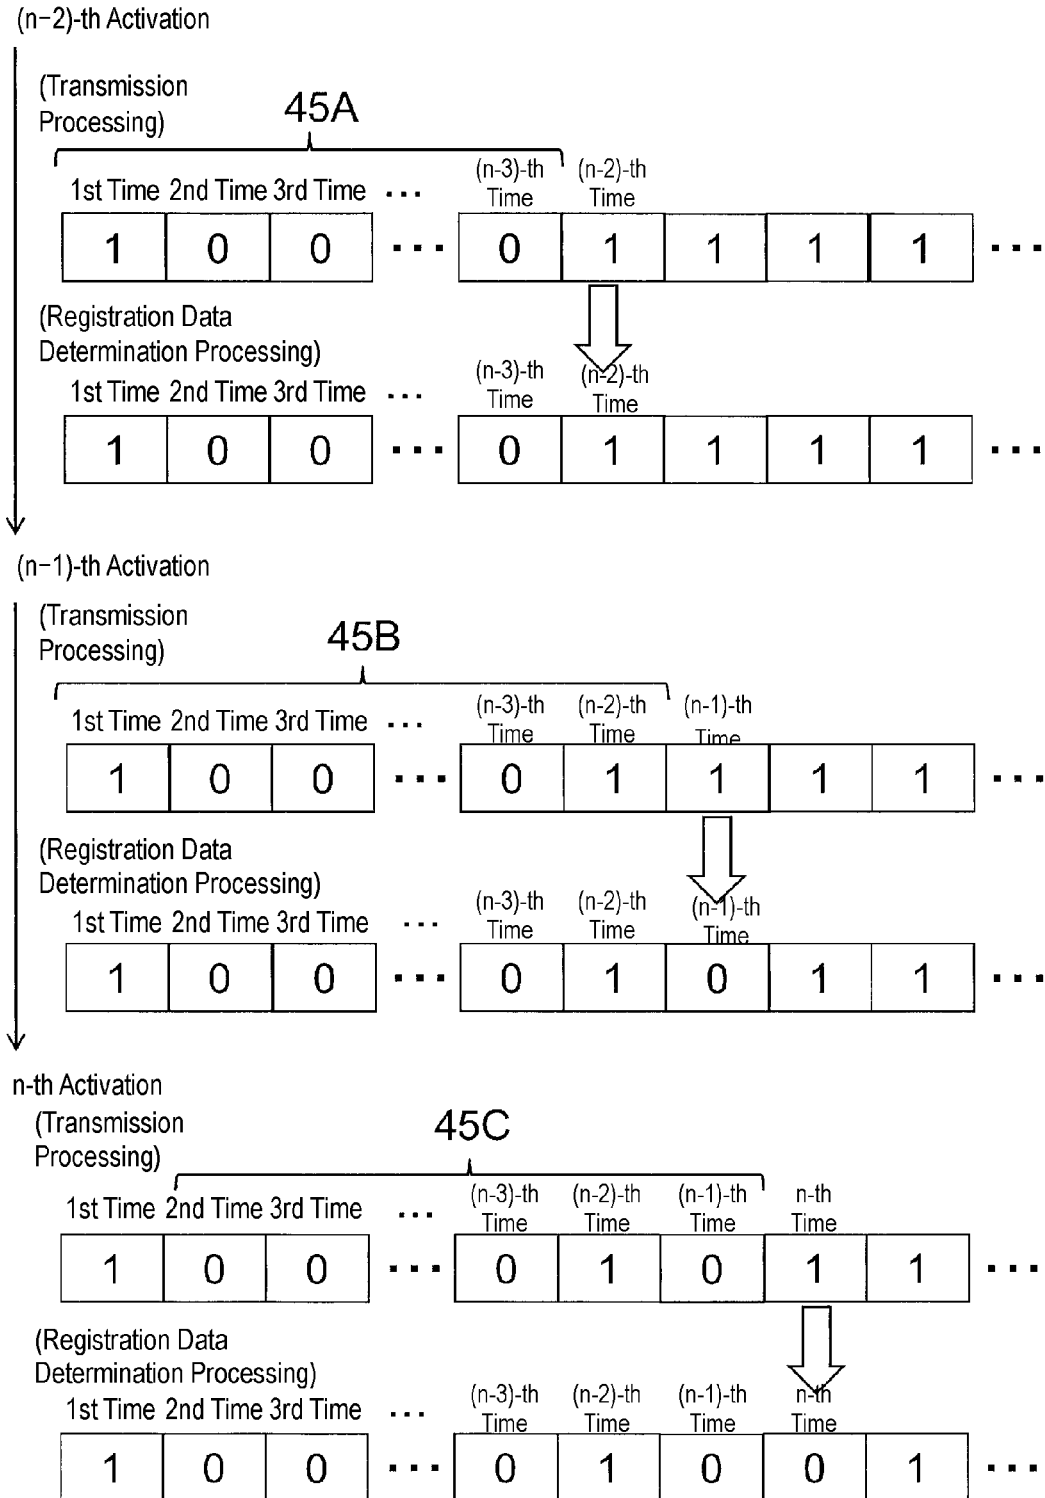 (n−2)-th Activation
(Transmission
Processing)
45A
1st Time 2nd Time 3rd Time ... (n-3)-th Time (n-2)-th Time
1 0 0 ... 0 1 1 1 1 ...
(Registration Data
Determination Processing)
1st Time 2nd Time 3rd Time ... (n-3)-th Time (n-2)-th Time
1 0 0 ... 0 1 1 1 1 ...
(n−1)-th Activation
(Transmission
Processing)
45B
1st Time 2nd Time 3rd Time ... (n-3)-th Time (n-2)-th Time (n-1)-th Time
1 0 0 ... 0 1 1 1 1 ...
(Registration Data
Determination Processing)
1st Time 2nd Time 3rd Time ... (n-3)-th Time (n-2)-th Time (n-1)-th Time
1 0 0 ... 0 1 0 1 1 ...
n-th Activation
(Transmission
Processing)
45C
1st Time 2nd Time 3rd Time ... (n-3)-th Time (n-2)-th Time (n-1)-th Time n-th Time
1 0 0 ... 0 1 0 1 1 ...
(Registration Data
Determination Processing)
1st Time 2nd Time 3rd Time ... (n-3)-th Time (n-2)-th Time (n-1)-th Time n-th Time
1 0 0 ... 0 1 0 0 1 ...